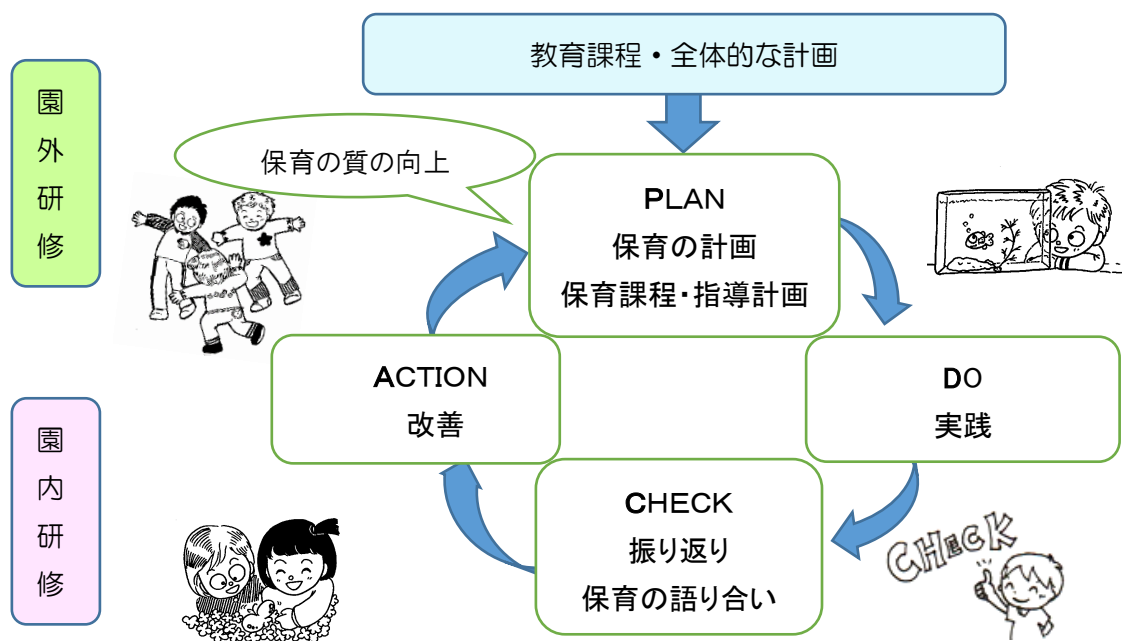 教育課程・全体的な計画
園外研修
保育の質の向上
PLAN
保育の計画
保育課程・指導計画
ACTION
改善
DO
実践
園内研修
CHECK
振り返り
保育の語り合い
CHECK